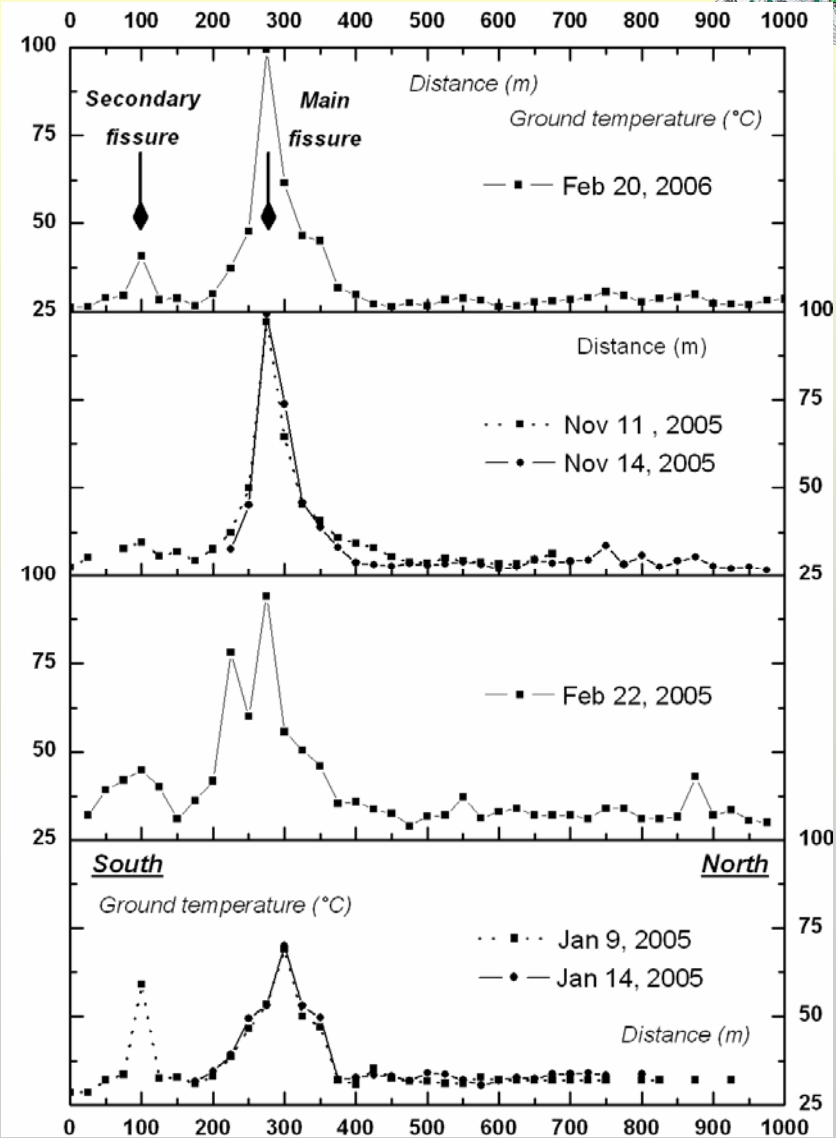 0 100 200 300 400 500 600 700 800 900 1000
100
Distance (m)
Secondary
fissure
Main
fissure
Ground temperature (°C)
75
Feb 20, 2006
50
25
100
Distance (m)
75
Nov 11 , 2005
Nov 14, 2005
50
100
25
75
Feb 22, 2005
50
25
100
South
North
Ground temperature (°C)
75
Jan 9, 2005
Jan 14, 2005
50
Distance (m)
25
0 100 200 300 400 500 600 700 800 900 1000